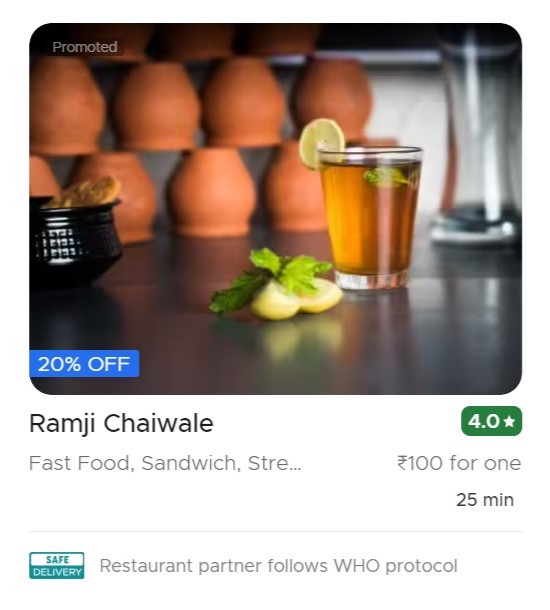 Promoted
20% OFF
Ramji Chaiwale
4.0★
Fast Food, Sandwich, Stre...
₹100 for one
25 min
SAFE
DELIVERY
Restaurant partner follows WHO protocol